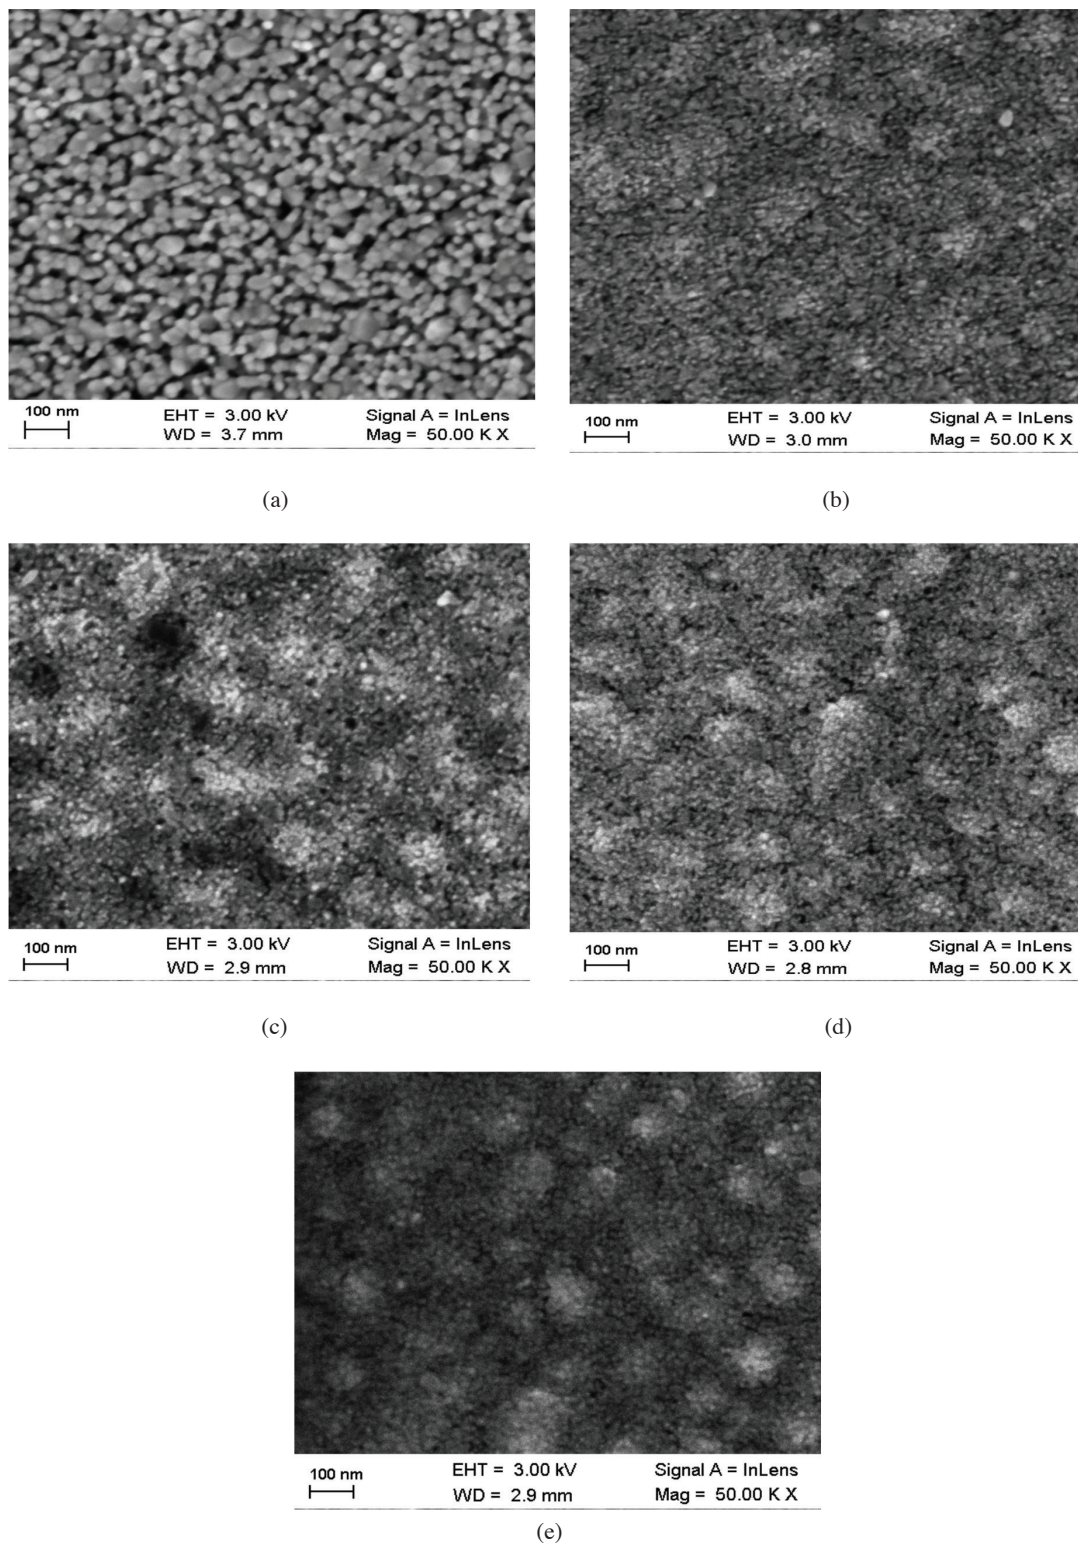 100 nm EHT = 3.00 kV Signal A = InLens
WD = 3.7 mm Mag = 50.00 K X
(a)
100 nm EHT = 3.00 kV Signal A = InLens
WD = 3.0 mm Mag = 50.00 K X
(b)
100 nm EHT = 3.00 kV Signal A = InLens
WD = 2.9 mm Mag = 50.00 K X
(c)
100 nm EHT = 3.00 kV Signal A = InLens
WD = 2.8 mm Mag = 50.00 K X
(d)
100 nm EHT = 3.00 kV Signal A = InLens
WD = 2.9 mm Mag = 50.00 K X
(e)